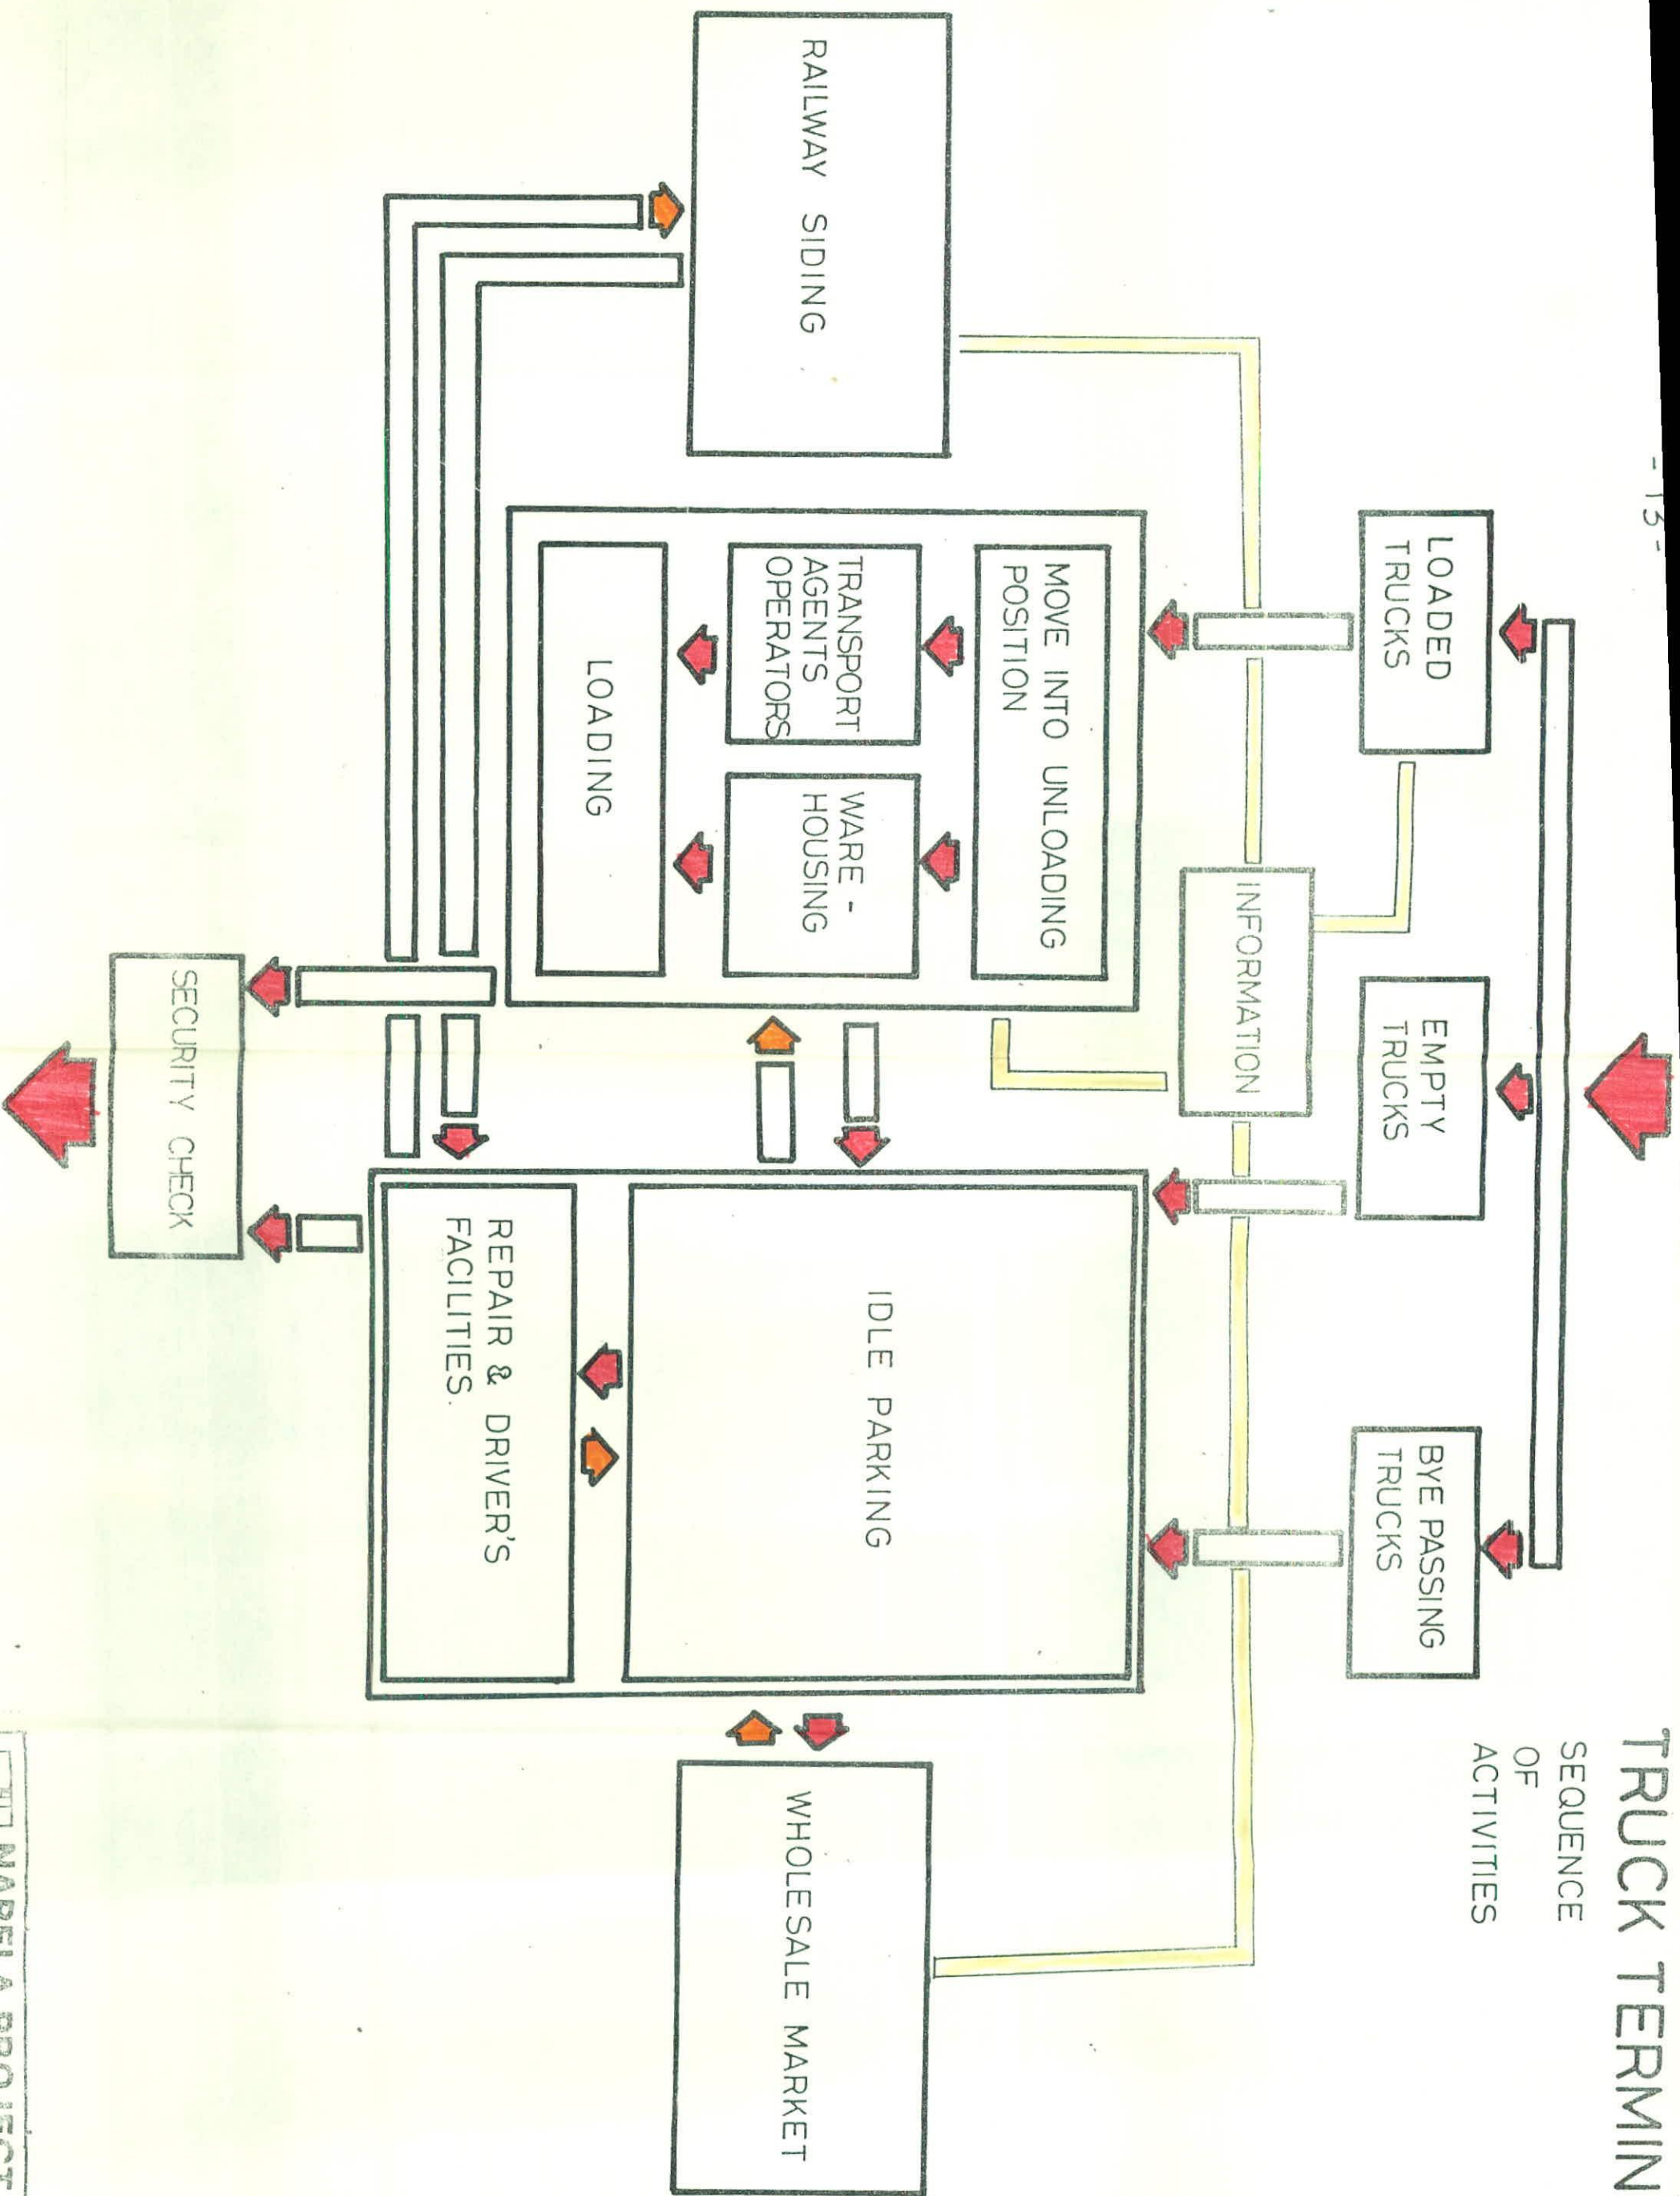 - 13 -
TRUCK TERMIN
SEQUENCE
OF
ACTIVITIES
LOADED
TRUCKS
EMPTY
TRUCKS
BYE PASSING
TRUCKS
INFORMATION
RAILWAY SIDING
MOVE INTO UNLOADING
POSITION
TRANSPORT
AGENTS
OPERATORS
WARE -
HOUSING
LOADING
IDLE PARKING
REPAIR & DRIVER'S
FACILITIES.
WHOLESALE MARKET
SECURITY CHECK
PROJECT